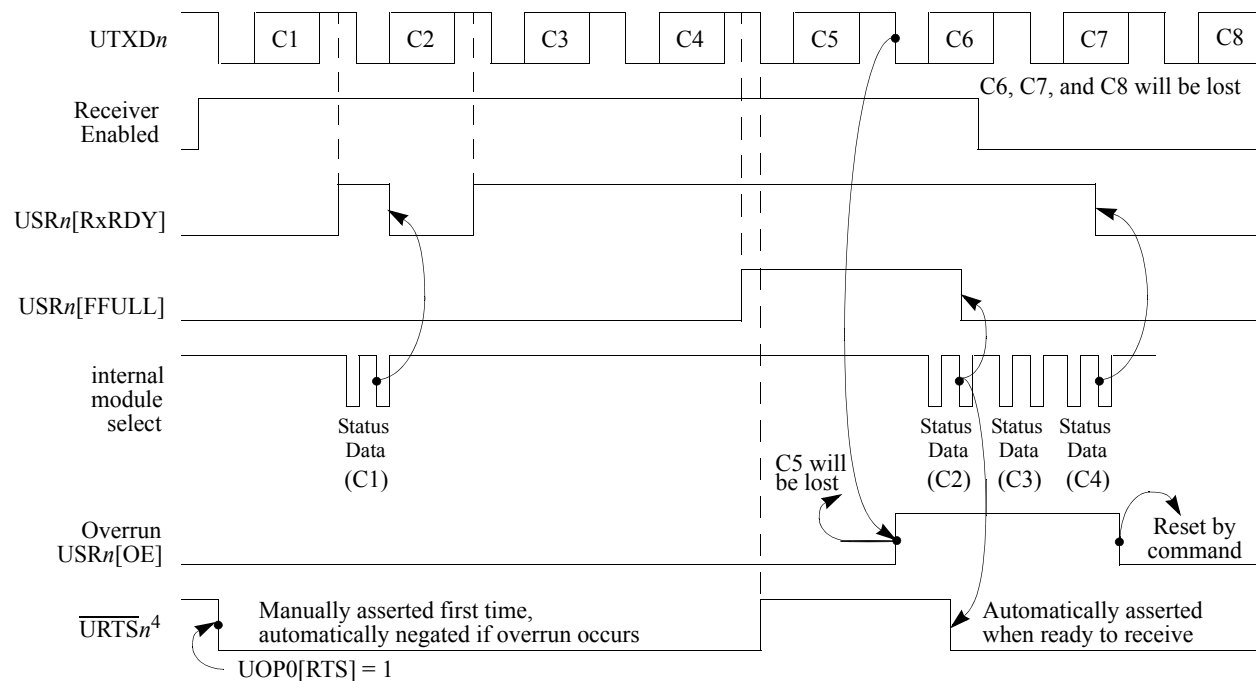 UTXDn
C1
C2
C3
C4
C5
C6
C7
C8
C6, C7, and C8 will be lost
Receiver
Enabled
USRn[RxRDY]
USRn[FFULL]
internal
module
select
Status
Data
(C1)
Status
Data
(C2)
Status
Data
(C3)
Status
Data
(C4)
C5 will
be lost
Overrun
USRn[OE]
Reset by
command
URTSn4
Manually asserted first time,
automatically negated if overrun occurs
Automatically asserted
when ready to receive
UOP0[RTS] = 1